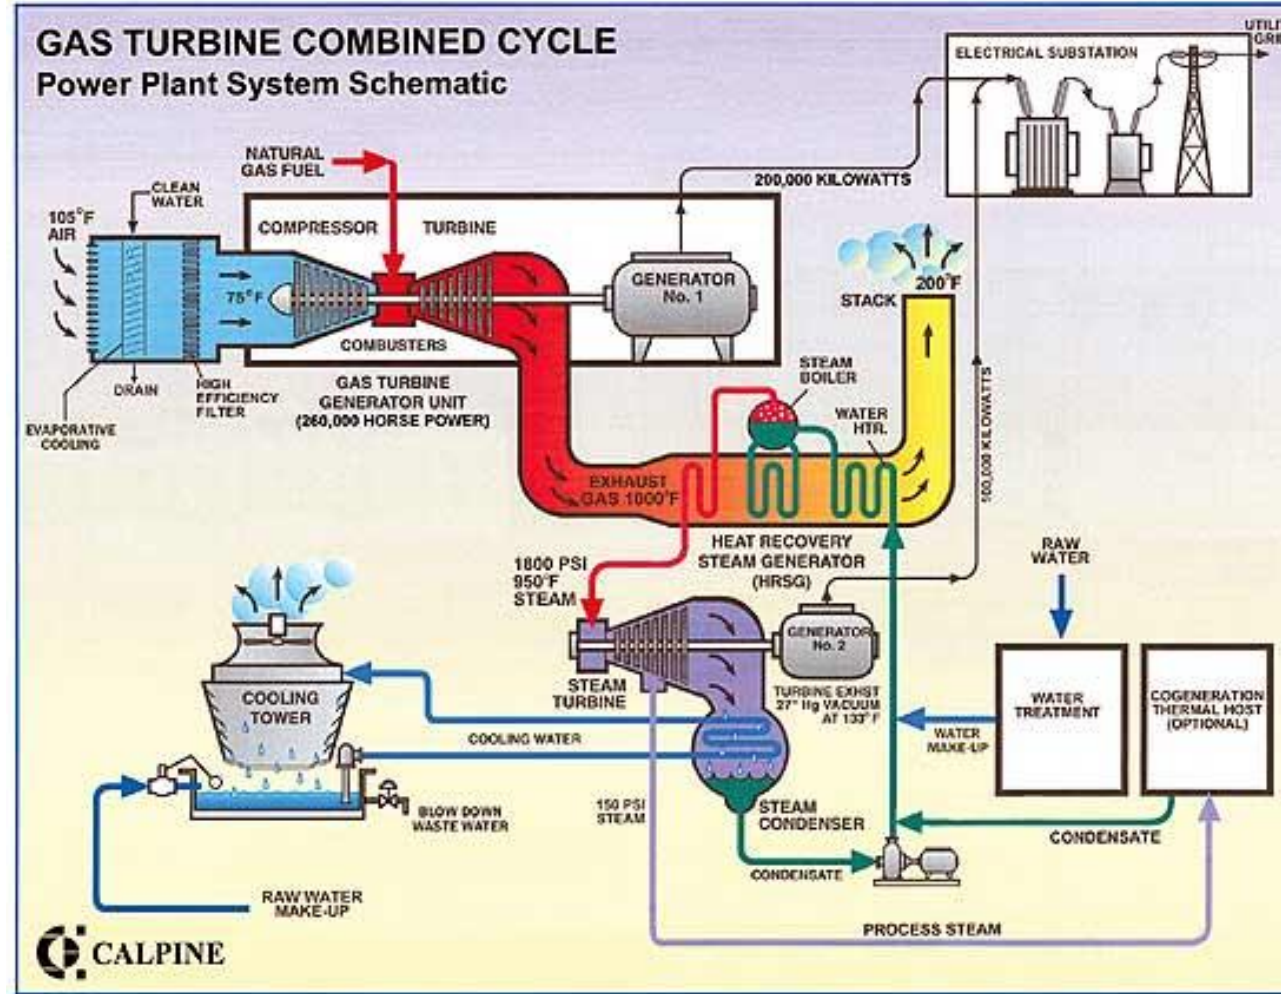 GAS TURBINE COMBINED CYCLE
Power Plant System Schematic
UTILI
GRI
ELECTRICAL SUBSTATION
NATURAL
GAS FUEL
200,000 KILOWATTS
CLEAN
WATER
105°F
AIR
COMPRESSOR
TURBINE
75°F
GENERATOR
No. 1
200°F
STACK
COMBUSTERS
DRAIN
HIGH
EFFICIENCY
FILTER
EVAPORATIVE
COOLING
GAS TURBINE
GENERATOR UNIT
(260,000 HORSE POWER)
STEAM
BOILER
WATER
HTR.
KILOWATTS
EXHAUST
GAS 1000°F
HEAT RECOVERY
STEAM GENERATOR
(HRSG)
1800 PSI
950°F
STEAM
RAW
WATER
GENERATOR
No. 2
COOLING
TOWER
STEAM
TURBINE
TURBINE EXHST
27" Hg VACUUM
AT 133°F
WATER
TREATMENT
COGENERATION
THERMAL HOST
(OPTIONAL)
COOLING WATER
WATER
MAKE-UP
BLOW DOWN
WASTE WATER
150 PSI
STEAM
STEAM
CONDENSER
CONDENSATE
CONDENSATE
RAW WATER
MAKE-UP
PROCESS STEAM
CALPINE